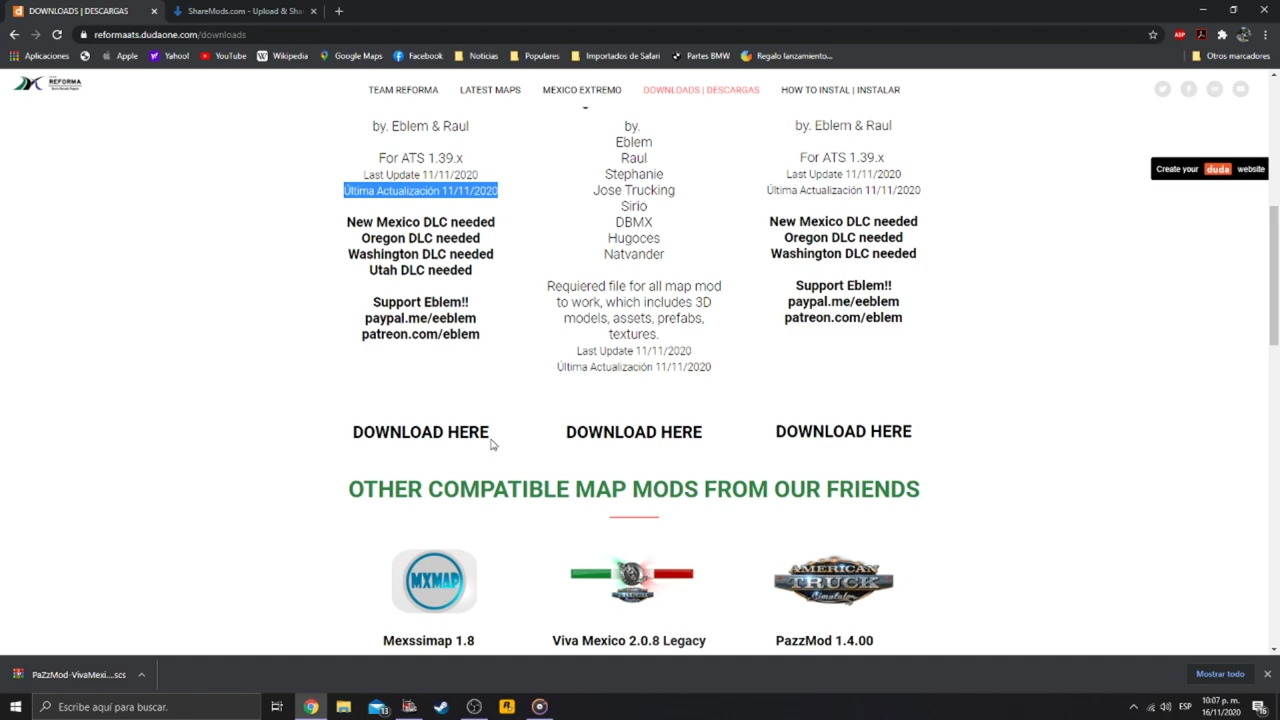 DOWNLOADS | DESCARGAS
ShareMods.com - Upload & Sha
reformaats.dudaone.com/downloads
ABP
Aplicaciones
Apple
Yahoo!
YouTube
Wikipedia
Google Maps
Facebook
Noticias
Populares
Importados de Safari
Partes BMW
Regalo lanzamiento...
Otros marcadores
REFORMA
TEAM REFORMA
LATEST MAPS
MEXICO EXTREMO
DOWNLOADS | DESCARGAS
HOW TO INSTAL | INSTALAR
Create your duda website
by. Eblem & Raul
For ATS 1.39.x
Last Update 11/11/2020
Última Actualización 11/11/2020
New Mexico DLC needed
Oregon DLC needed
Washington DLC needed
Utah DLC needed
Support Eblem!!
paypal.me/eeblem
patreon.com/eblem
DOWNLOAD HERE
by.
Eblem
Raul
Stephanie
Jose Trucking
Sirio
DBMX
Hugoces
Natvander
Requiered file for all map mod
to work, which includes 3D
models, assets, prefabs,
textures.
Last Update 11/11/2020
Última Actualización 11/11/2020
DOWNLOAD HERE
by. Eblem & Raul
For ATS 1.39.x
Last Update 11/11/2020
Última Actualización 11/11/2020
New Mexico DLC needed
Oregon DLC needed
Washington DLC needed
Support Eblem!!
paypal.me/eeblem
patreon.com/eblem
DOWNLOAD HERE
OTHER COMPATIBLE MAP MODS FROM OUR FRIENDS
MXMAP
AMERICAN
TRUCK
Simulator
Mexssimap 1.8
Viva Mexico 2.0.8 Legacy
PazzMod 1.4.00
PaZzMod-VivaMexi....scs
Mostrar todo
Escribe aquí para buscar.
13
R
ESP
10:07 p. m.
16/11/2020